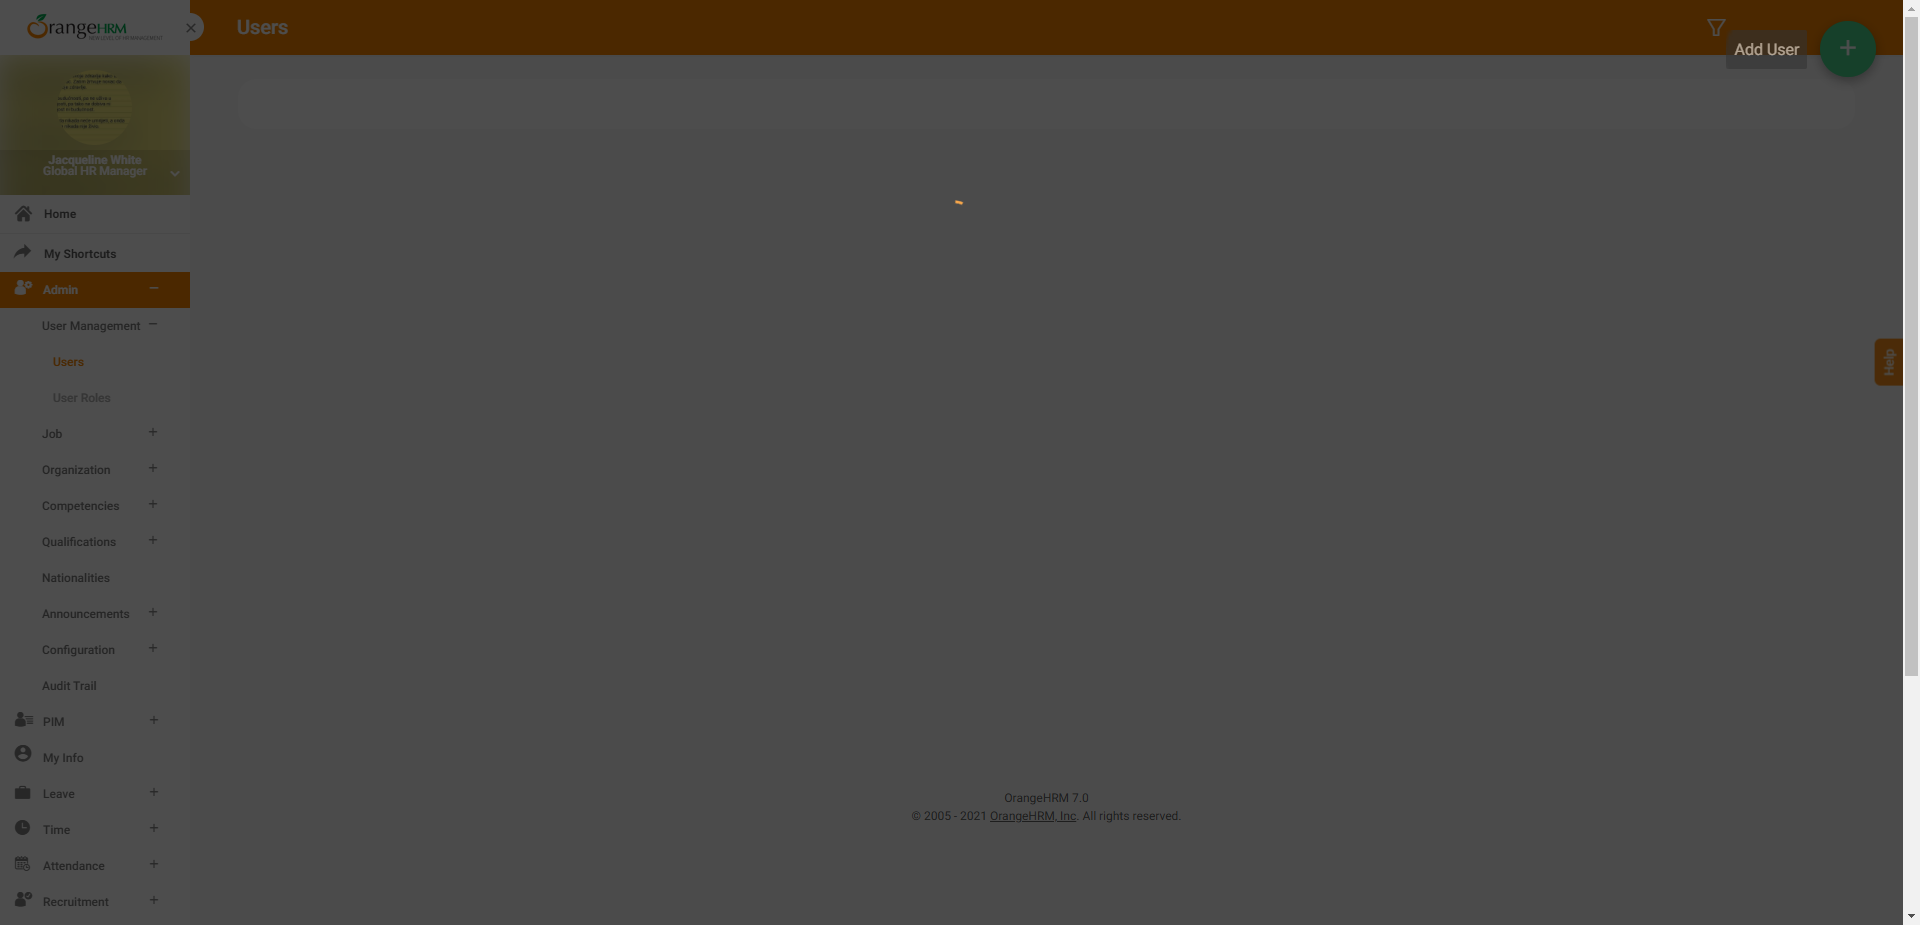 OrangeHRM
Users
Add User
Jacqueline White
Global HR Manager
Home
My Shortcuts
Admin
User Management
Users
User Roles
Job
Organization
Competencies
Qualifications
Nationalities
Announcements
Configuration
Audit Trail
PIM
My Info
Leave
Time
Attendance
Recruitment
Help
OrangeHRM 7.0
© 2005 - 2021 OrangeHRM, Inc. All rights reserved.